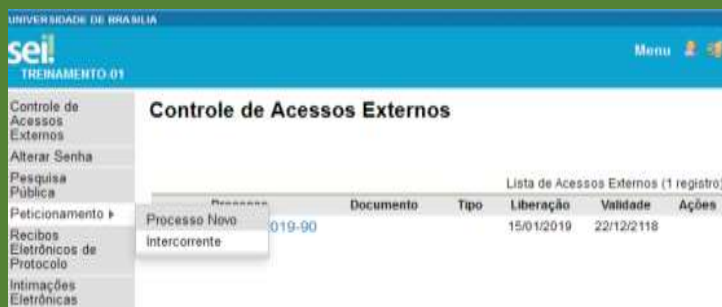 UNIVERSIDADE DE BRASILIA
sei!
TREINAMENTO 01
Menu
Controle de
Acessos
Externos
Alterar Senha
Pesquisa
Pública
Peticionamento
Recibos
Eletrônicos de
Protocolo
Intimações
Eletrônicas
Processo Novo
Intercorrente
Controle de Acessos Externos
Lista de Acessos Externos (1 registro)
Processo Documento Tipo Liberação Validade Ações
019-90 15/01/2019 22/12/2118